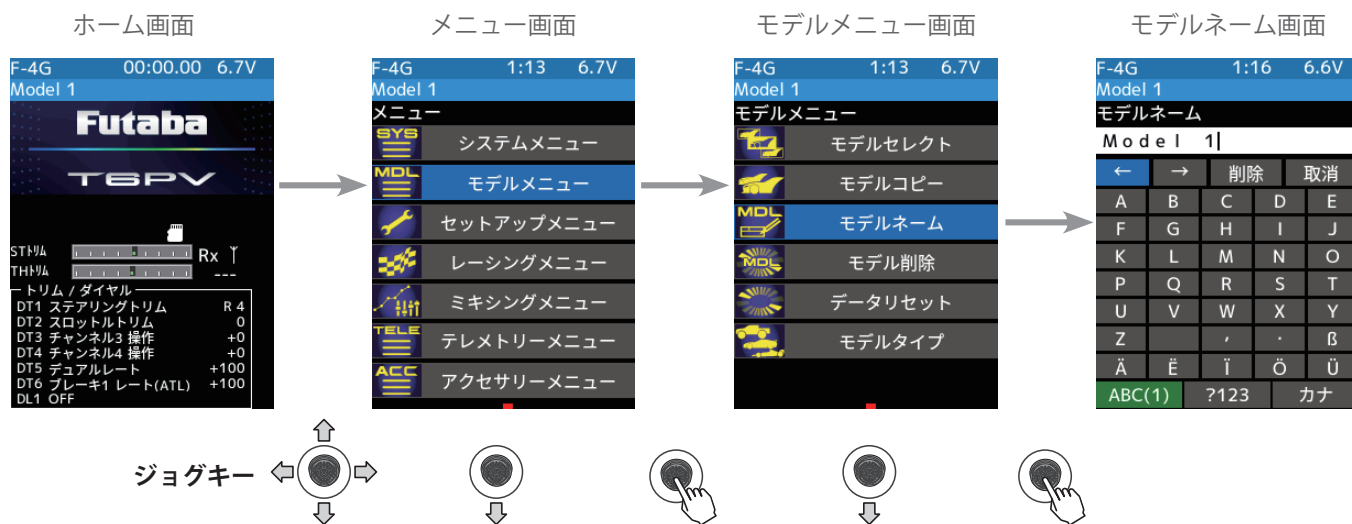 ホーム画面
メニュー画面
モデルメニュー画面
モデルネーム画面
F-4G 00:00.00 6.7V
Model 1
Futaba
T6PV
STﾄﾘﾑ
Rx
THﾄﾘﾑ
---
トリム / ダイヤル
DT1 ステアリングトリム R 4
DT2 スロットルトリム 0
DT3 チャンネル3 操作 +0
DT4 チャンネル4 操作 +0
DT5 デュアルレート +100
DT6 ブレーキ1 レート(ATL) +100
DL1 OFF
F-4G 1:13 6.7V
Model 1
メニュー
SYS システムメニュー
MDL モデルメニュー
セットアップメニュー
レーシングメニュー
ミキシングメニュー
TELE テレメトリーメニュー
ACC アクセサリーメニュー
F-4G 1:13 6.7V
Model 1
モデルメニュー
モデルセレクト
モデルコピー
MDL モデルネーム
MDL モデル削除
データリセット
モデルタイプ
F-4G 1:16 6.6V
Model 1
モデルネーム
Model 1
← → 削除 取消
A B C D E
F G H I J
K L M N O
P Q R S T
U V W X Y
Z , · ß
Ä Ë Ï Ö Ü
ABC(1) ?123 カナ
ジョグキー